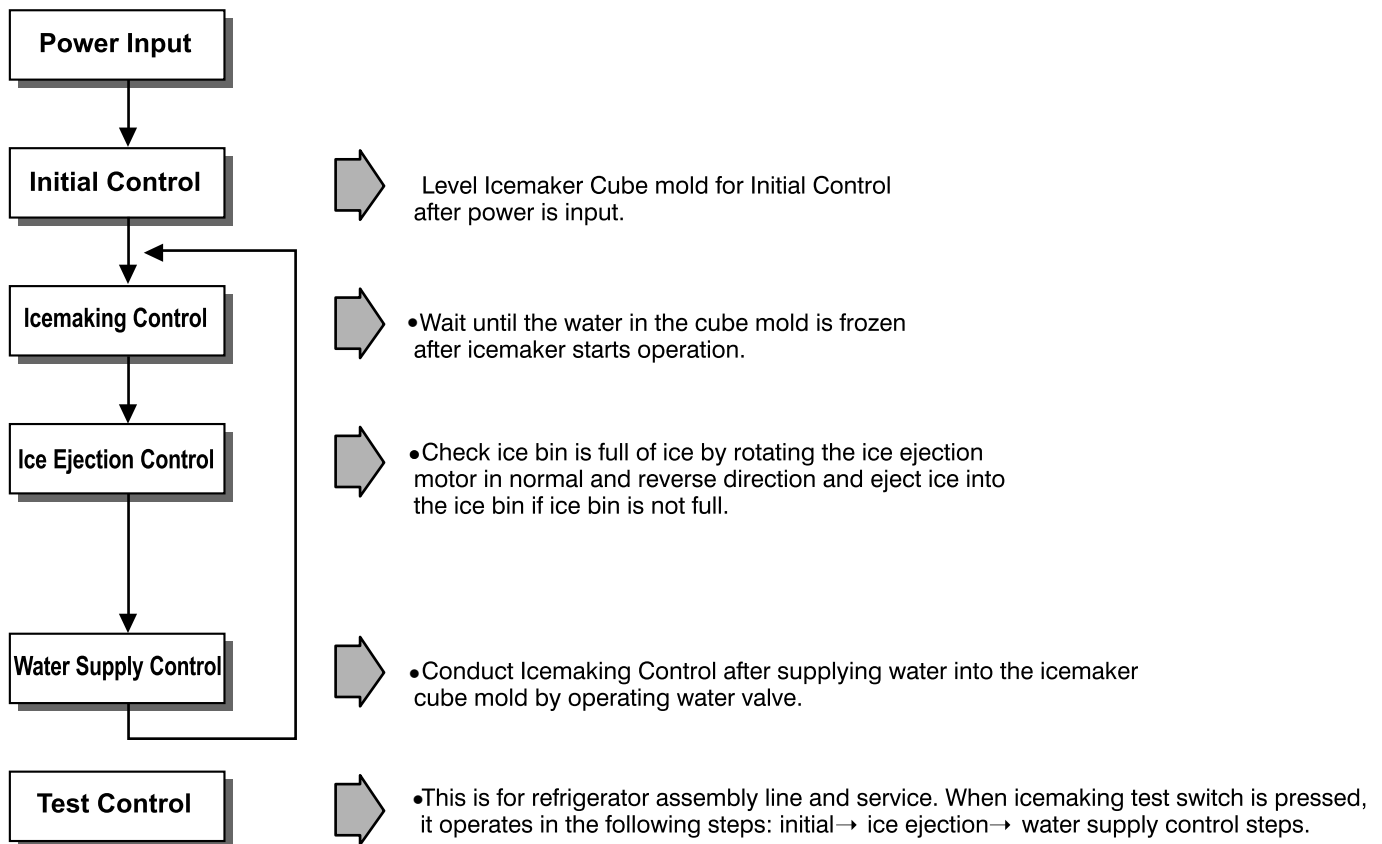 Power Input
Initial Control
Level Icemaker Cube mold for Initial Control
after power is input.
Icemaking Control
•Wait until the water in the cube mold is frozen
after icemaker starts operation.
Ice Ejection Control
•Check ice bin is full of ice by rotating the ice ejection
motor in normal and reverse direction and eject ice into
the ice bin if ice bin is not full.
Water Supply Control
•Conduct Icemaking Control after supplying water into the icemaker
cube mold by operating water valve.
Test Control
•This is for refrigerator assembly line and service. When icemaking test switch is pressed,
it operates in the following steps: initial→ ice ejection→ water supply control steps.